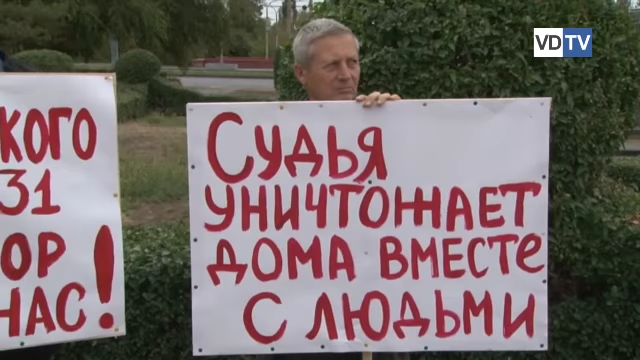 VDTV
КОГО
31
ОР
НАС!
СУДЬЯ
УНИЧТОЖАЕТ
ДОМА ВМЕСТЕ
С ЛЮДЬМИ